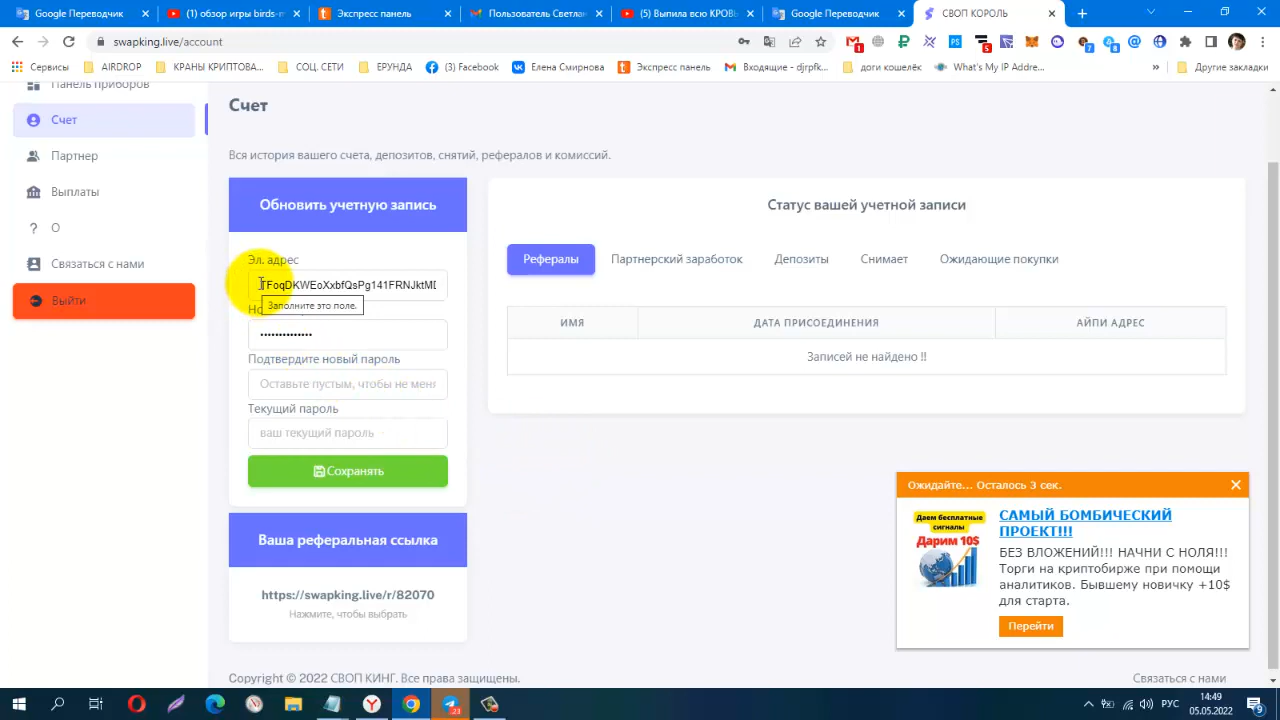 Google Переводчик
(1) обзор игры birds-m
Экспресс панель
Пользователь Светлан
(5) Выпила всю КРОВЬ
Google Переводчик
СВОП КОРОЛЬ
swapking.live/account
Сервисы
AIRDROP
КРАНЫ КРИПТОВА...
СОЦ. СЕТИ
ЕРУНДА
(3) Facebook
Елена Смирнова
Экспресс панель
Входящие - djrpfk...
доги кошелёк
What's My IP Addre...
»
Другие закладки
Панель приборов
Счет
Партнер
Выплаты
? О
Связаться с нами
Выйти
Счет
Вся история вашего счета, депозитов, снятий, рефералов и комиссий.
Обновить учетную запись
Эл. адрес
TFoqDKWEoXxbfQsPg141FRNJktM
Заполните это поле.
Подтвердите новый пароль
Оставьте пустым, чтобы не меня
Текущий пароль
ваш текущий пароль
Сохранять
Ваша реферальная ссылка
https://swapking.live/r/82070
Нажмите, чтобы выбрать
Статус вашей учетной записи
Рефералы
Партнерский заработок
Депозиты
Снимает
Ожидающие покупки
ИМЯ
ДАТА ПРИСОЕДИНЕНИЯ
АЙПИ АДРЕС
Записей не найдено !!
Ожидайте... Осталось 3 сек.
Даем бесплатные
сигналы
Дарим 10$
САМЫЙ БОМБИЧЕСКИЙ
ПРОЕКТ!!!
БЕЗ ВЛОЖЕНИЙ!!! НАЧНИ С НОЛЯ!!!
Торги на криптобирже при помощи
аналитиков. Бывшему новичку +10$
для старта.
Перейти
Copyright © 2022 СВОП КИНГ. Все права защищены.
Связаться с нами
РУС
14:49
05.05.2022